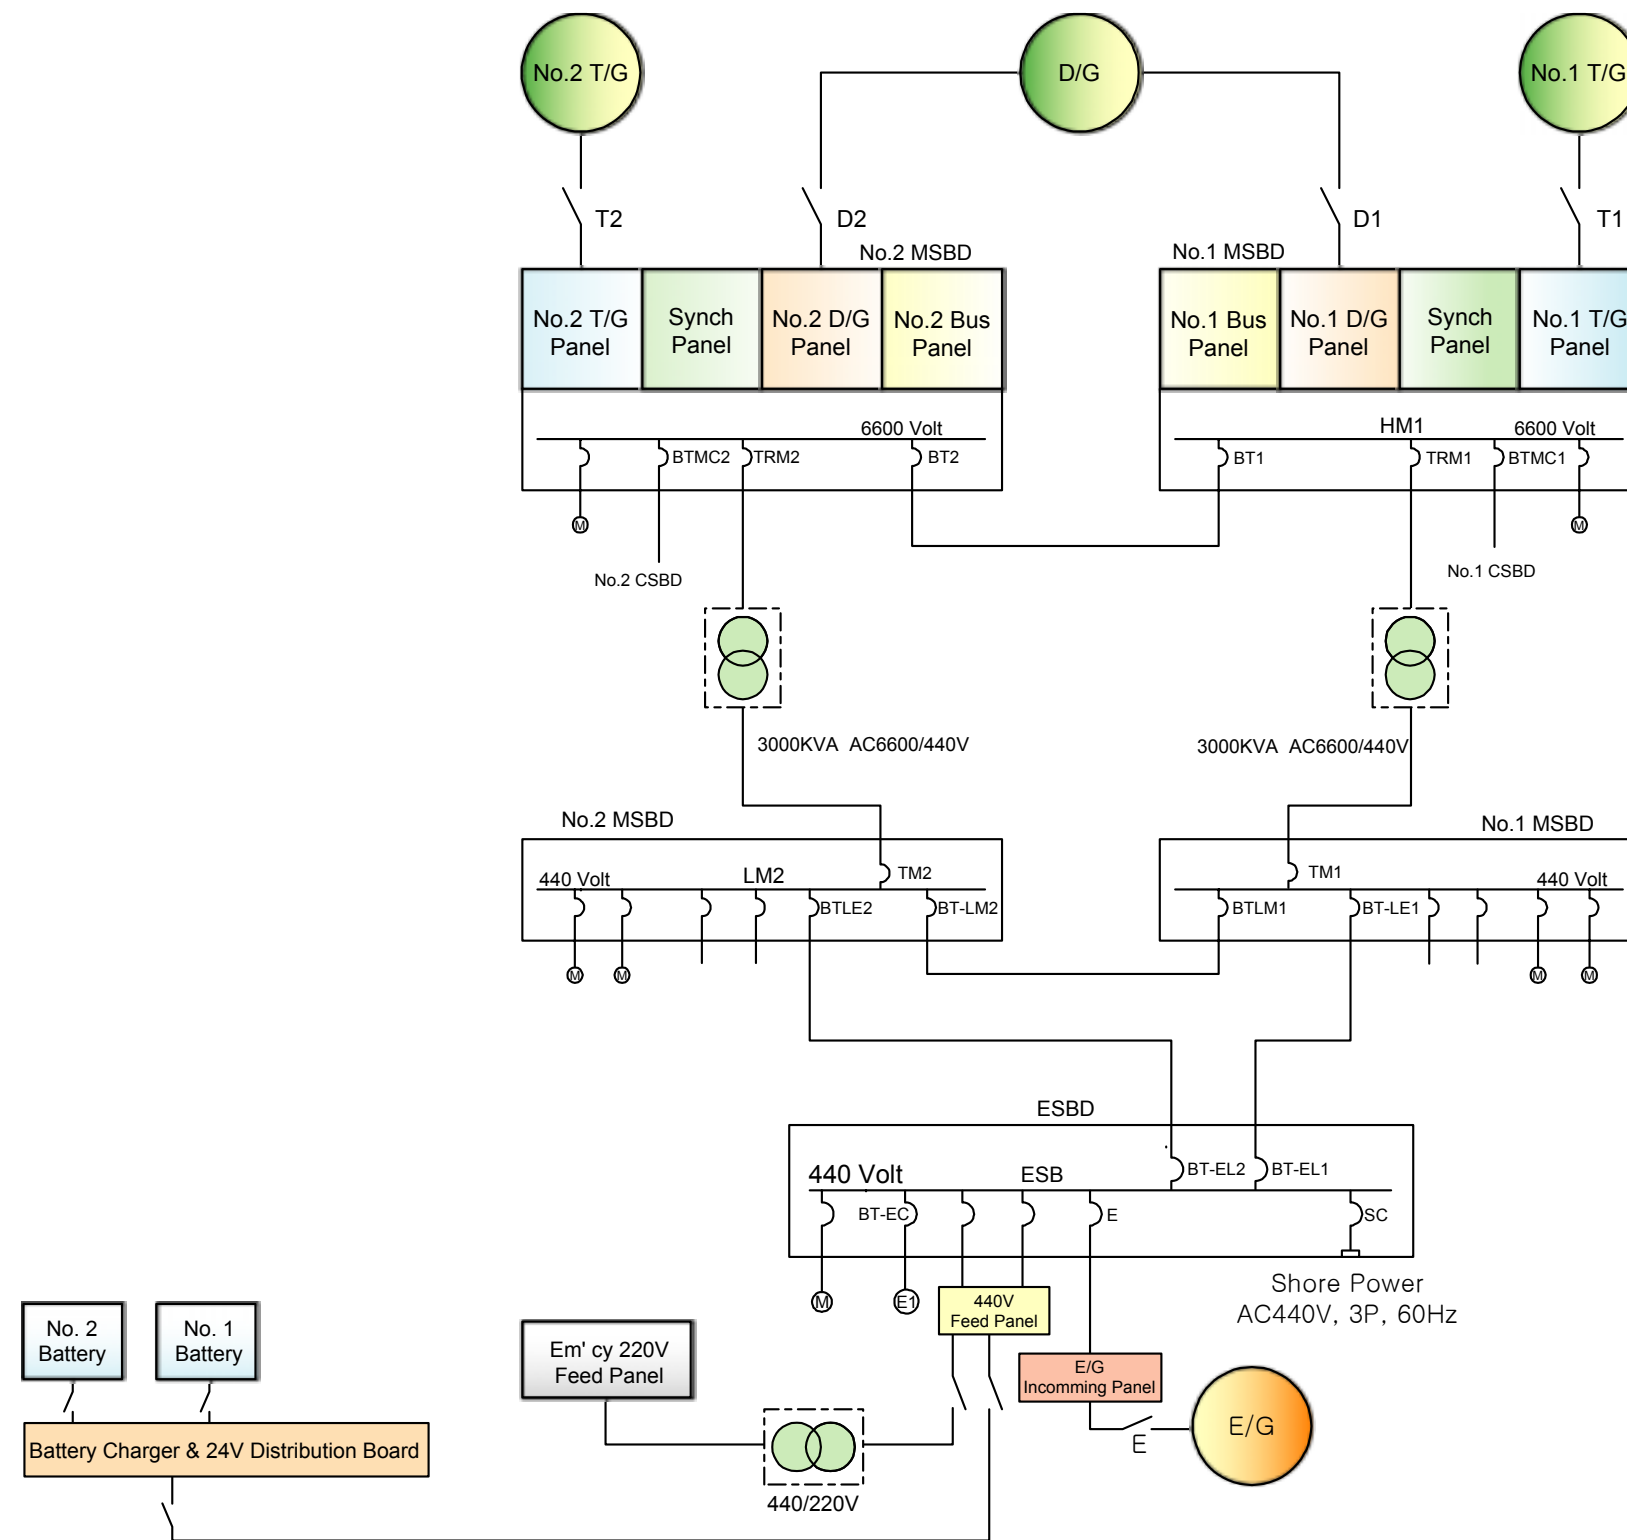 No.2 T/G
D/G
No.1 T/G
T2
D2
D1
T1
No.2 MSBD
No.1 MSBD
No.2 T/G
Panel
Synch
Panel
No.2 D/G
Panel
No.2 Bus
Panel
No.1 Bus
Panel
No.1 D/G
Panel
Synch
Panel
No.1 T/G
Panel
6600 Volt
HM1
6600 Volt
BTMC2
TRM2
BT2
BT1
TRM1
BTMC1
M
M
No.2 CSBD
No.1 CSBD
3000KVA AC6600/440V
3000KVA AC6600/440V
No.2 MSBD
No.1 MSBD
440 Volt
LM2
TM2
TM1
440 Volt
BTLE2
BT-LM2
BTLM1
BT-LE1
M
M
M
M
ESBD
440 Volt
ESB
BT-EL2
BT-EL1
BT-EC
E
SC
M
E1
440V
Feed Panel
Shore Power
AC440V, 3P, 60Hz
No. 2
Battery
No. 1
Battery
Em' cy 220V
Feed Panel
E/G
Incomming Panel
E
E/G
Battery Charger & 24V Distribution Board
440/220V